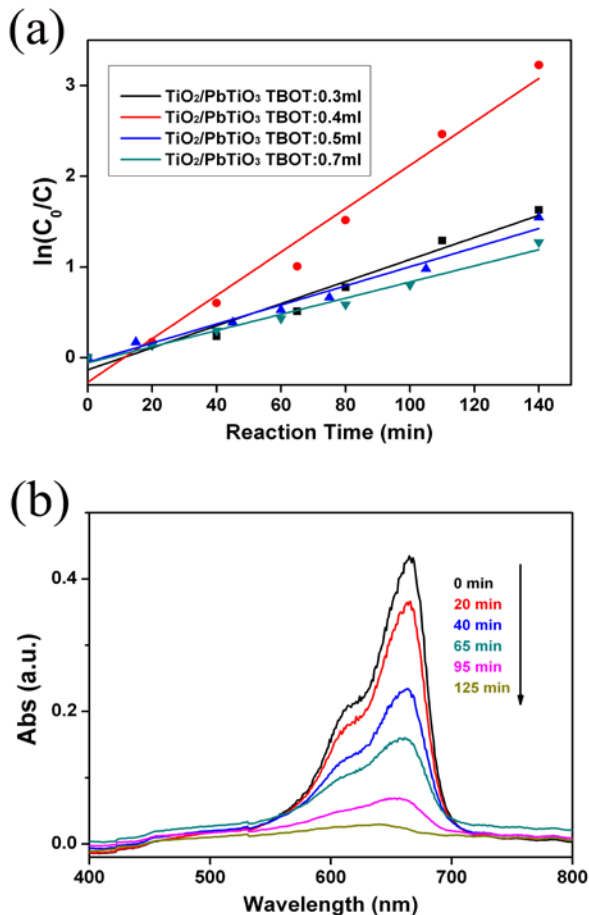 (a)
3
2
1
0
ln(C₀/C)
TiO₂/PbTiO₃ TBOT:0.3ml
TiO₂/PbTiO₃ TBOT:0.4ml
TiO₂/PbTiO₃ TBOT:0.5ml
TiO₂/PbTiO₃ TBOT:0.7ml
0 20 40 60 80 100 120 140
Reaction Time (min)
(b)
0.4
0.2
0.0
Abs (a.u.)
0 min
20 min
40 min
65 min
95 min
125 min
400 500 600 700 800
Wavelength (nm)